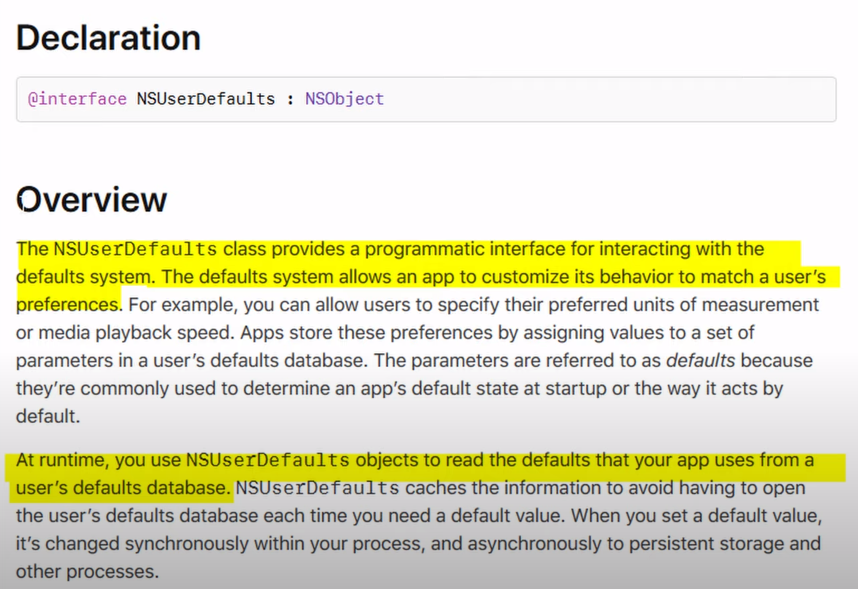 Declaration
@interface NSUserDefaults : NSObject
Overview
The NSUserDefaults class provides a programmatic interface for interacting with the
defaults system. The defaults system allows an app to customize its behavior to match a user’s
preferences. For example, you can allow users to specify their preferred units of measurement
or media playback speed. Apps store these preferences by assigning values to a set of
parameters in a user’s defaults database. The parameters are referred to as defaults because
they’re commonly used to determine an app’s default state at startup or the way it acts by
default.
At runtime, you use NSUserDefaults objects to read the defaults that your app uses from a
user’s defaults database. NSUserDefaults caches the information to avoid having to open
the user’s defaults database each time you need a default value. When you set a default value,
it’s changed synchronously within your process, and asynchronously to persistent storage and
other processes.